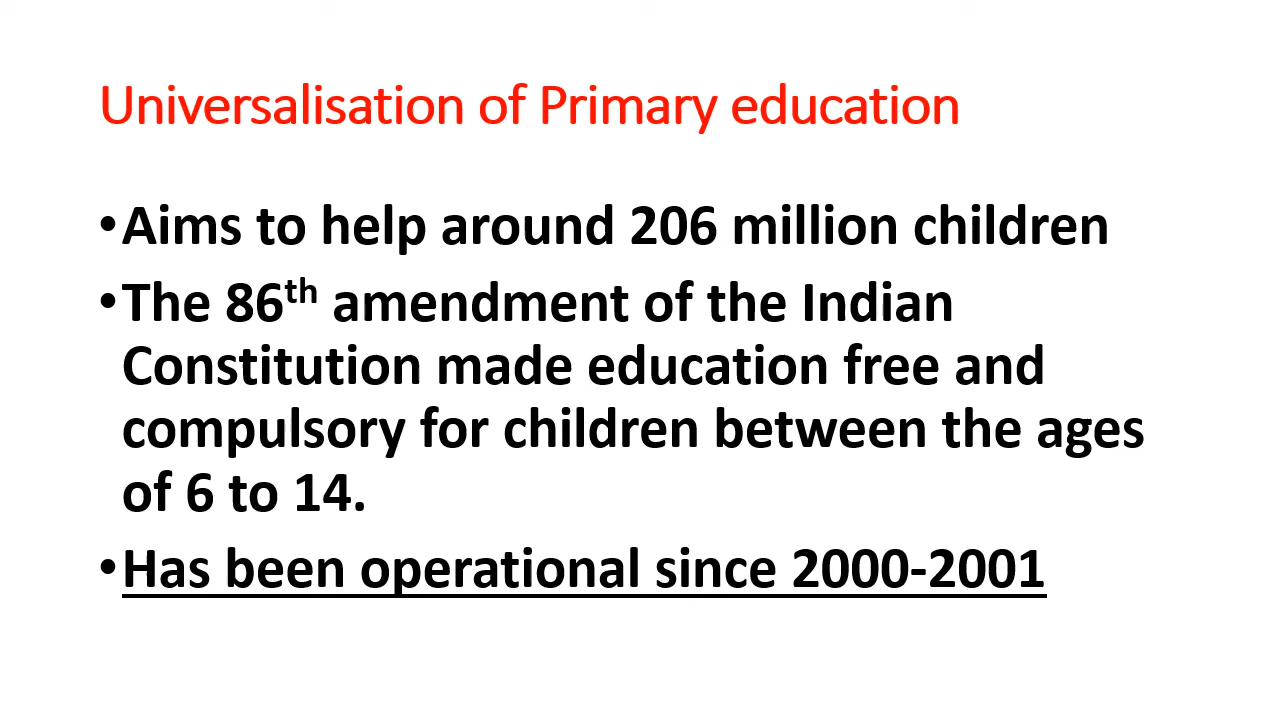 Universalisation of Primary education
•Aims to help around 206 million children
•The 86th amendment of the Indian
Constitution made education free and
compulsory for children between the ages
of 6 to 14.
•Has been operational since 2000-2001